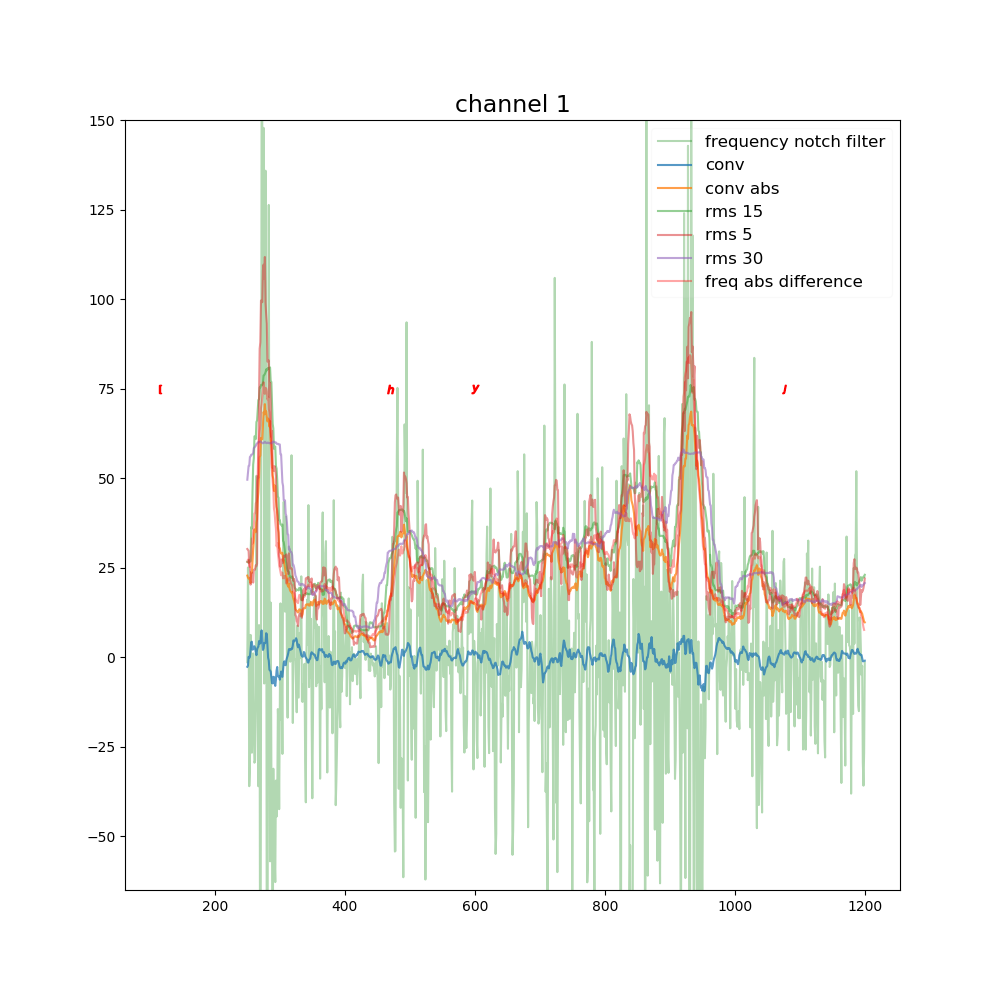 channel 1
150
125
100
75
50
25
0
−25
−50
frequency notch filter
conv
conv abs
rms 15
rms 5
rms 30
freq abs difference
h y
200 400 600 800 1000 1200